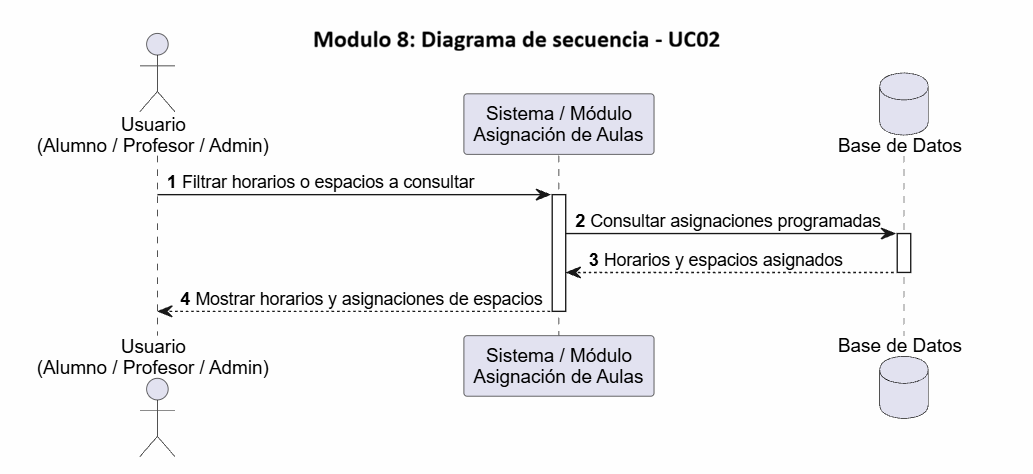 Modulo 8: Diagrama de secuencia - UC02
Usuario
(Alumno / Profesor / Admin)
Sistema / Módulo
Asignación de Aulas
Base de Datos
1 Filtrar horarios o espacios a consultar
2 Consultar asignaciones programadas
3 Horarios y espacios asignados
4 Mostrar horarios y asignaciones de espacios
Usuario
(Alumno / Profesor / Admin)
Sistema / Módulo
Asignación de Aulas
Base de Datos